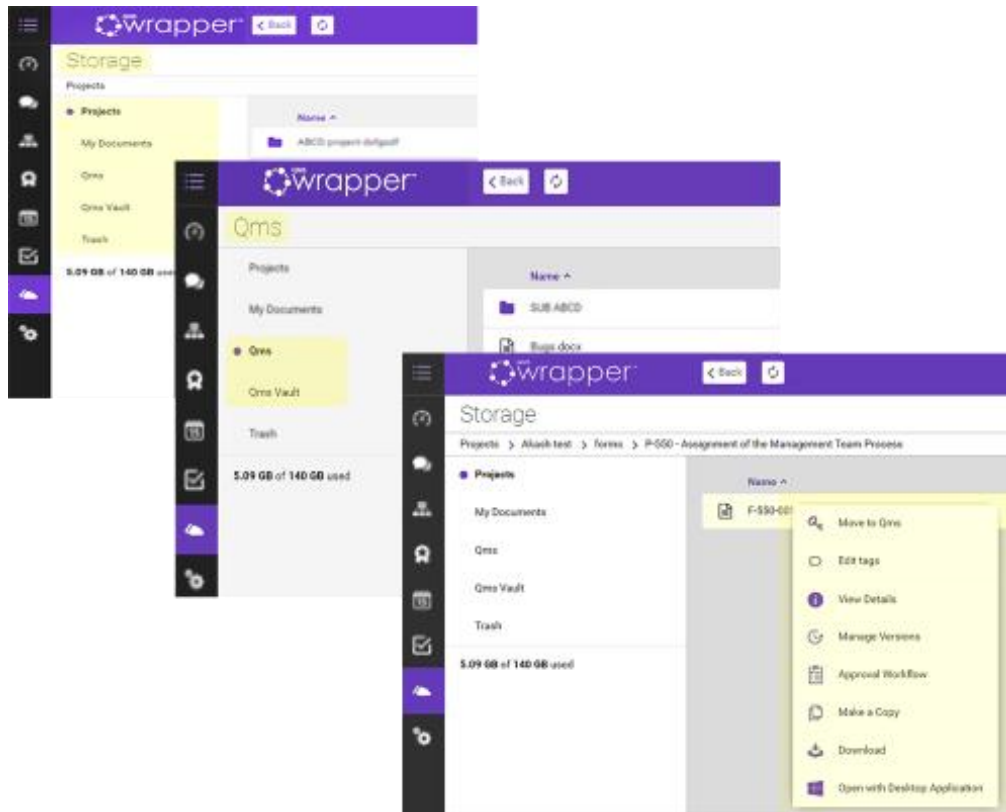 wrapper
< Back
Storage
Projects
Projects
My Documents
Qms
Qms Vault
Trash
5.09 GB of 140 GB
Name
ABCD project
qms
wrapper
< Back
Qms
Projects
My Documents
Qms
Qms Vault
Trash
5.09 GB of 140 GB used
Name
SUB ABCD
Bugs.docx
wrapper
< Back
Storage
Projects > Akash test > forms > P-550 - Assignment of the Management Team Process
Projects
My Documents
Qms
Qms Vault
Trash
5.09 GB of 140 GB used
Name
Move to Qms
Edit tags
View Details
Manage Versions
Approval Workflow
Make a Copy
Download
Open with Desktop Application